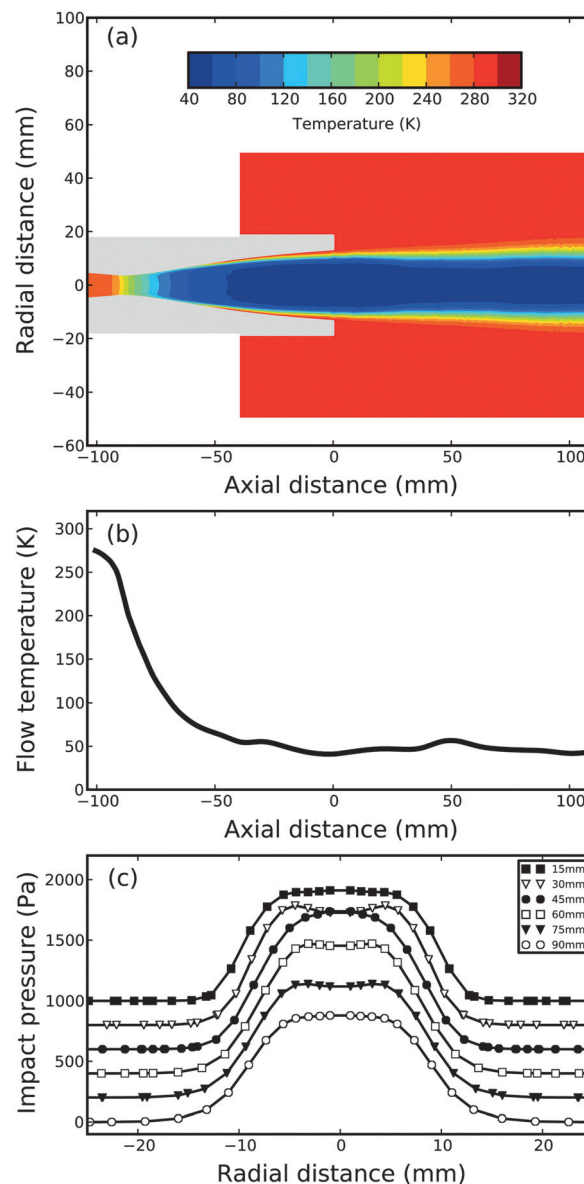 (a)
100
80
60
40
20
0
−20
−40
−60
Radial distance (mm)
40 80 120 160 200 240 280 320
Temperature (K)
−100 −50 0 50 100
Axial distance (mm)
(b)
300
250
200
150
100
50
0
Flow temperature (K)
−100 −50 0 50 100
Axial distance (mm)
(c)
2000
1500
1000
500
0
Impact pressure (Pa)
15mm
30mm
45mm
60mm
75mm
90mm
−20 −10 0 10 20
Radial distance (mm)